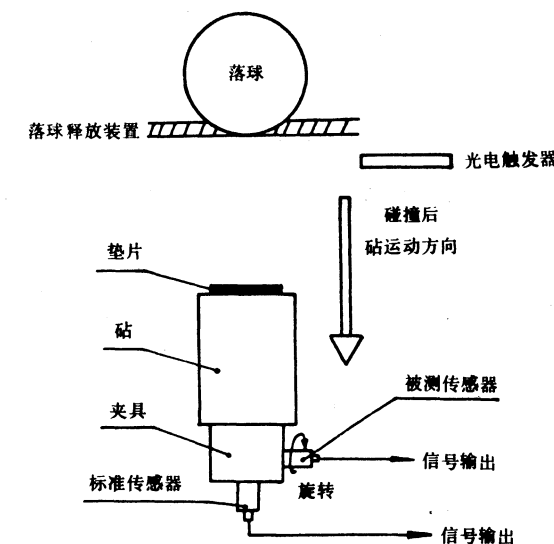 落球
落球释放装置
光电触发器
碰撞后
砧运动方向
垫片
砧
被测传感器
夹具
信号输出
标准传感器
旋转
信号输出